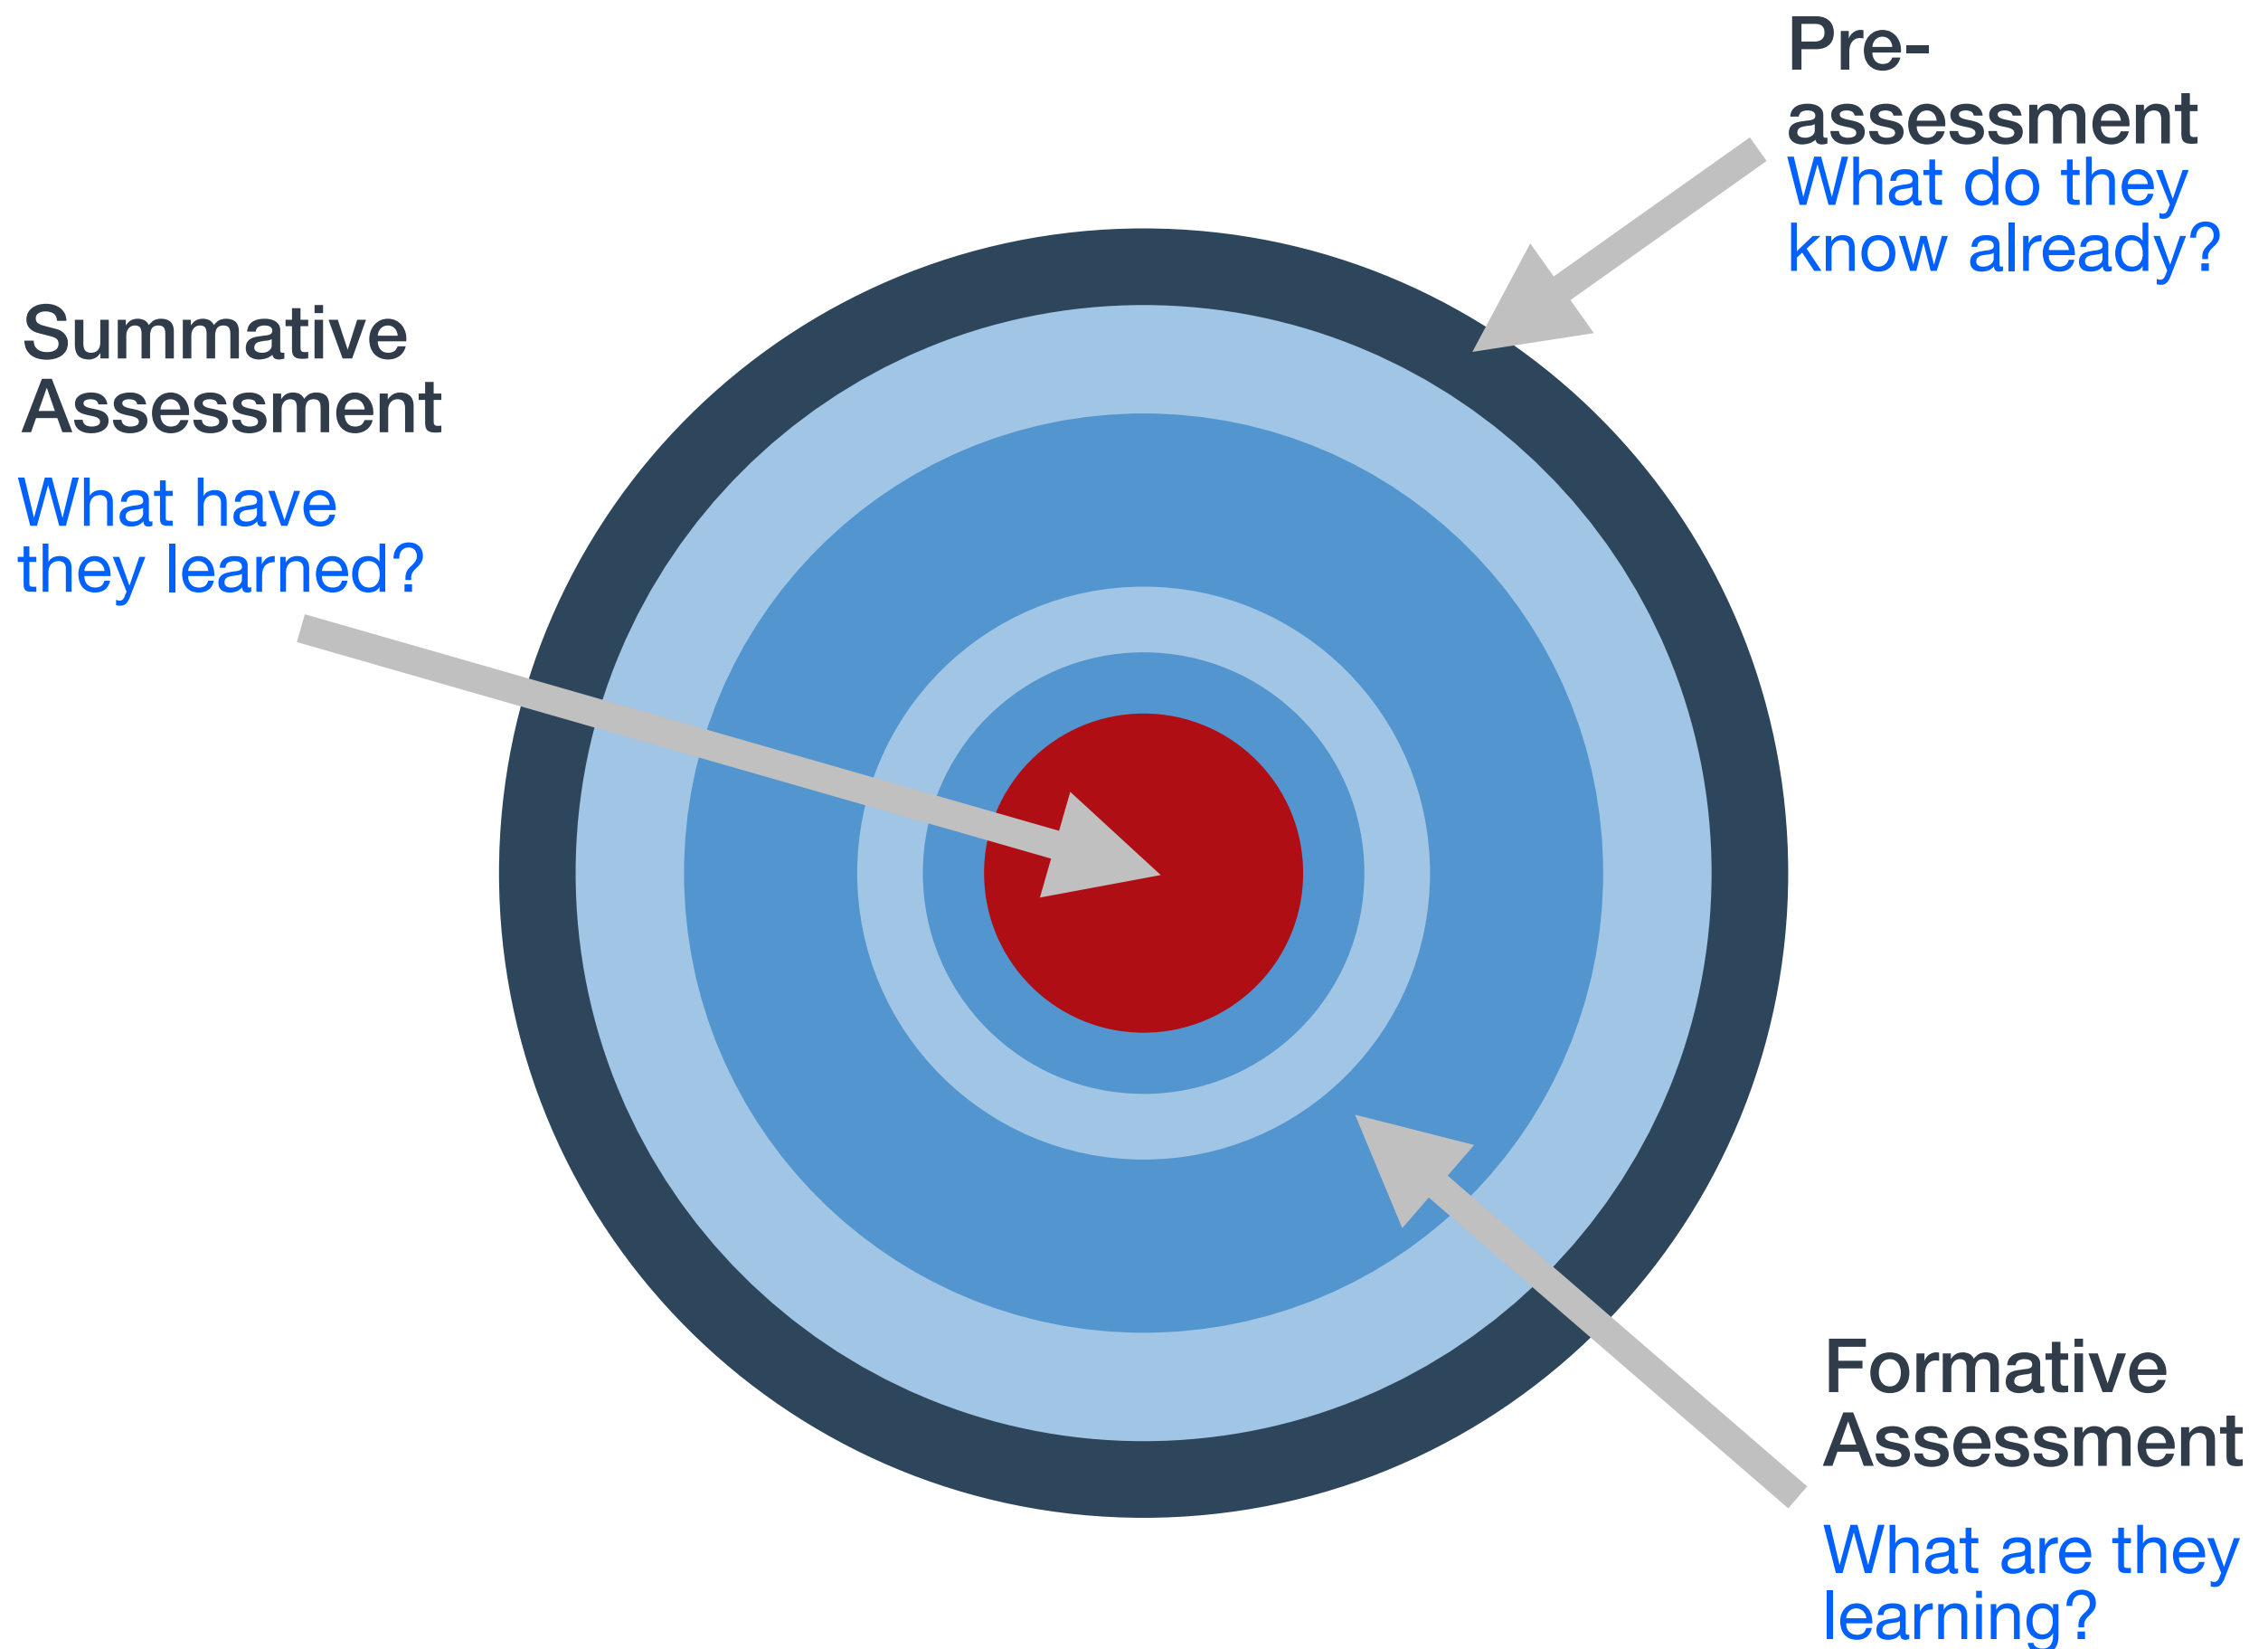 Pre-
assessment
What do they
know already?
Summative
Assessment
What have
they learned?
Formative
Assessment
What are they
learning?